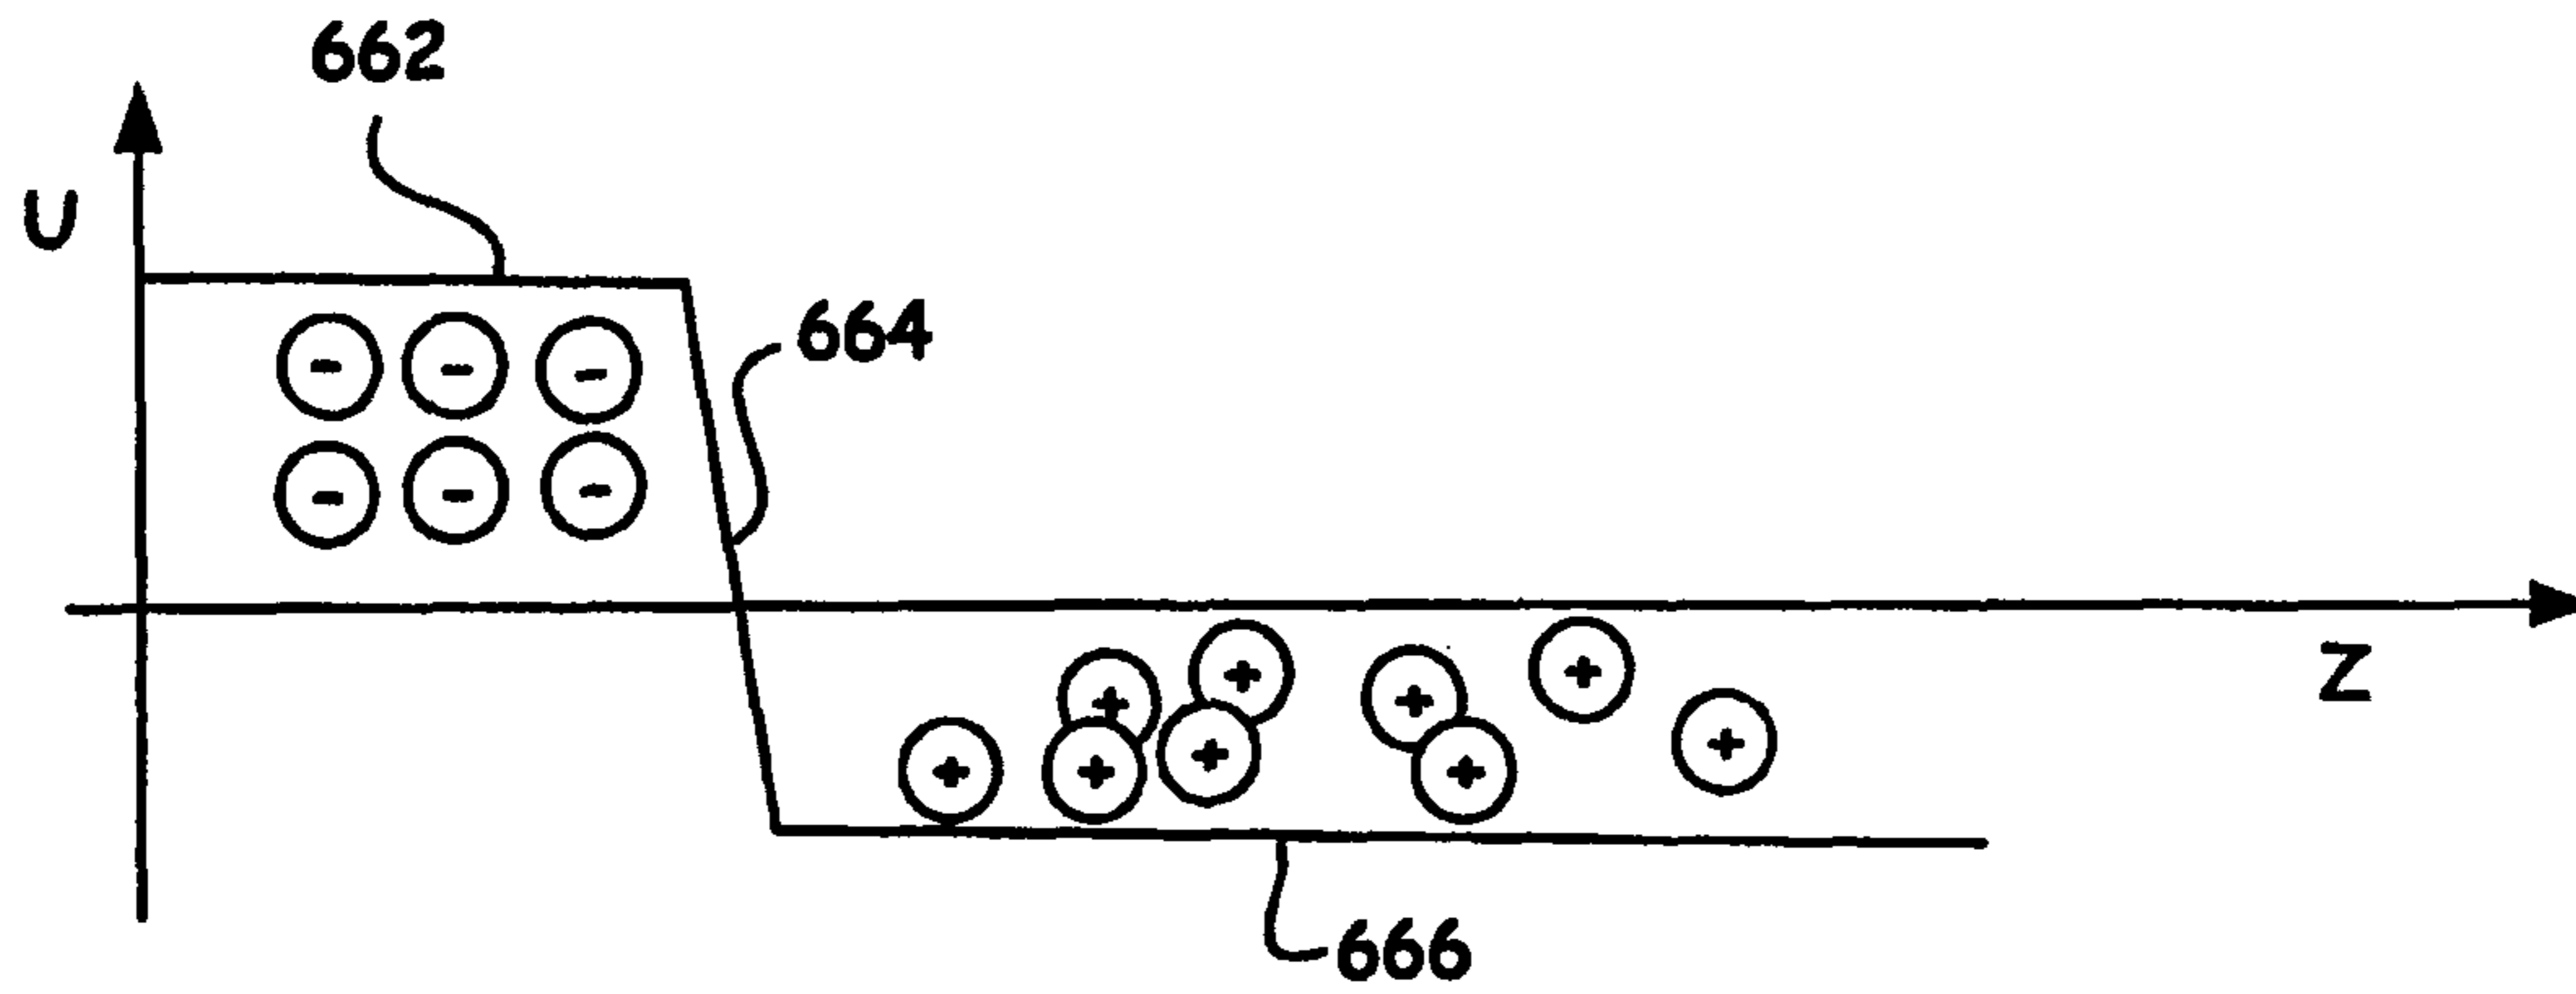 662
U
664
- - -
- - -
Z
+ + + + +
+ + + +
666